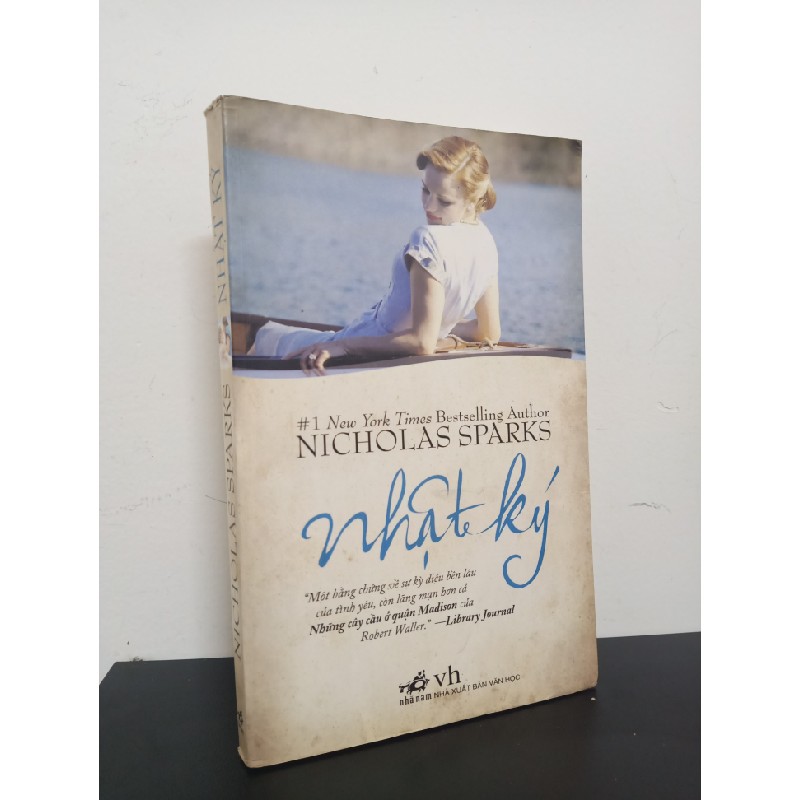 #1 New York Times Bestselling Author
NICHOLAS SPARKS
nhật ký
"Một bằng chứng về sự kỳ diệu bền lâu
của tình yêu, còn lãng mạn hơn cả
Những cây cầu ở quận Madison của
Robert Waller." —Library Journal
nhã nam
vh
NHÀ XUẤT BẢN VĂN HỌC
NICHOLAS SPARKS NHẬT KÝ